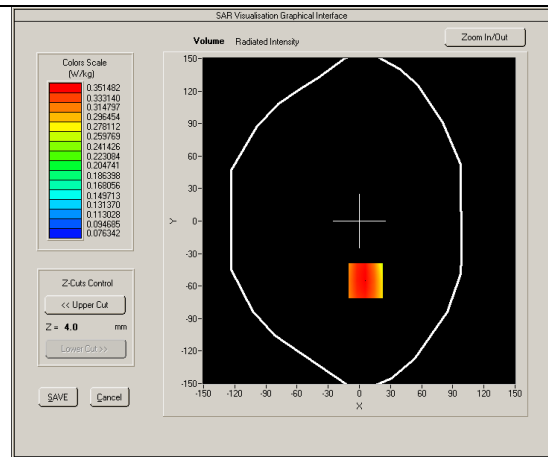 SAR Visualisation Graphical Interface
Volume Radiated Intensity
Zoom In/Out
Colors Scale
(W/kg)
0.351482
0.333140
0.314797
0.296454
0.278112
0.259769
0.241426
0.223084
0.204741
0.186398
0.168056
0.149713
0.131370
0.113028
0.094685
0.076342
Z-Cuts Control
<< Upper Cut
Z = 4.0 mm
Lower Cut >>
SAVE Cancel
150
120
90
60
30
0
-30
-60
-90
-120
-150
Y
-150 -120 -90 -60 -30 0 30 60 90 120 150
X